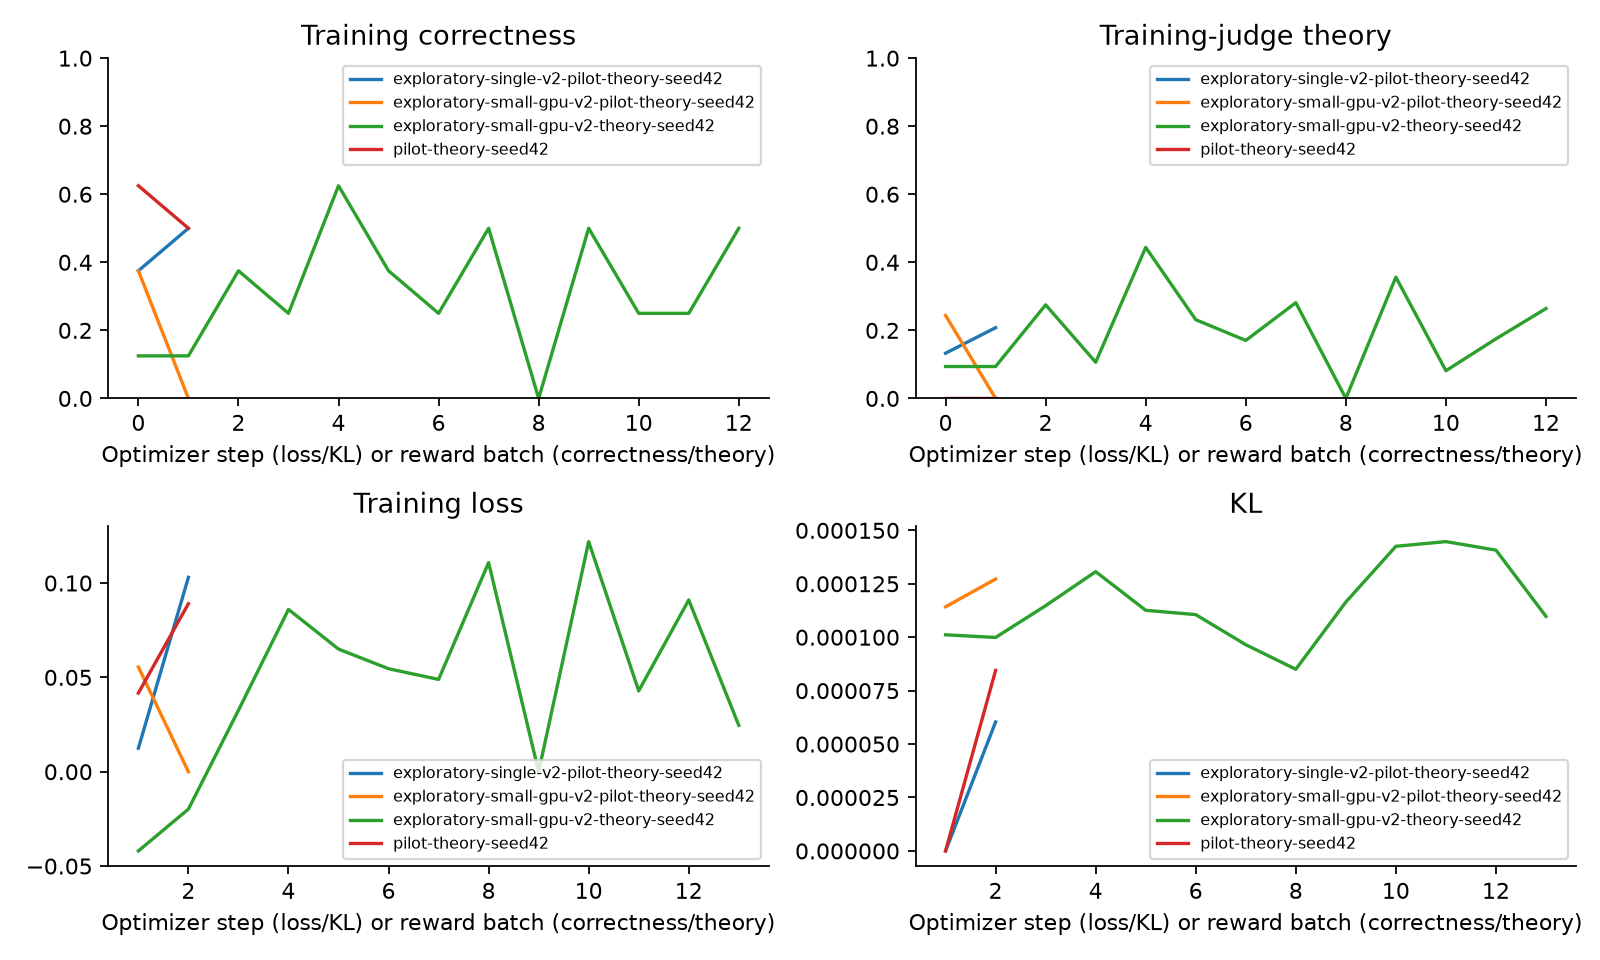 Training correctness
1.0
0.8
0.6
0.4
0.2
0.0
exploratory-single-v2-pilot-theory-seed42
exploratory-small-gpu-v2-pilot-theory-seed42
exploratory-small-gpu-v2-theory-seed42
pilot-theory-seed42
0 2 4 6 8 10 12
Optimizer step (loss/KL) or reward batch (correctness/theory)
Training-judge theory
1.0
0.8
0.6
0.4
0.2
0.0
exploratory-single-v2-pilot-theory-seed42
exploratory-small-gpu-v2-pilot-theory-seed42
exploratory-small-gpu-v2-theory-seed42
pilot-theory-seed42
0 2 4 6 8 10 12
Optimizer step (loss/KL) or reward batch (correctness/theory)
Training loss
0.10
0.05
0.00
−0.05
exploratory-single-v2-pilot-theory-seed42
exploratory-small-gpu-v2-pilot-theory-seed42
exploratory-small-gpu-v2-theory-seed42
pilot-theory-seed42
2 4 6 8 10 12
Optimizer step (loss/KL) or reward batch (correctness/theory)
KL
0.000150
0.000125
0.000100
0.000075
0.000050
0.000025
0.000000
exploratory-single-v2-pilot-theory-seed42
exploratory-small-gpu-v2-pilot-theory-seed42
exploratory-small-gpu-v2-theory-seed42
pilot-theory-seed42
2 4 6 8 10 12
Optimizer step (loss/KL) or reward batch (correctness/theory)